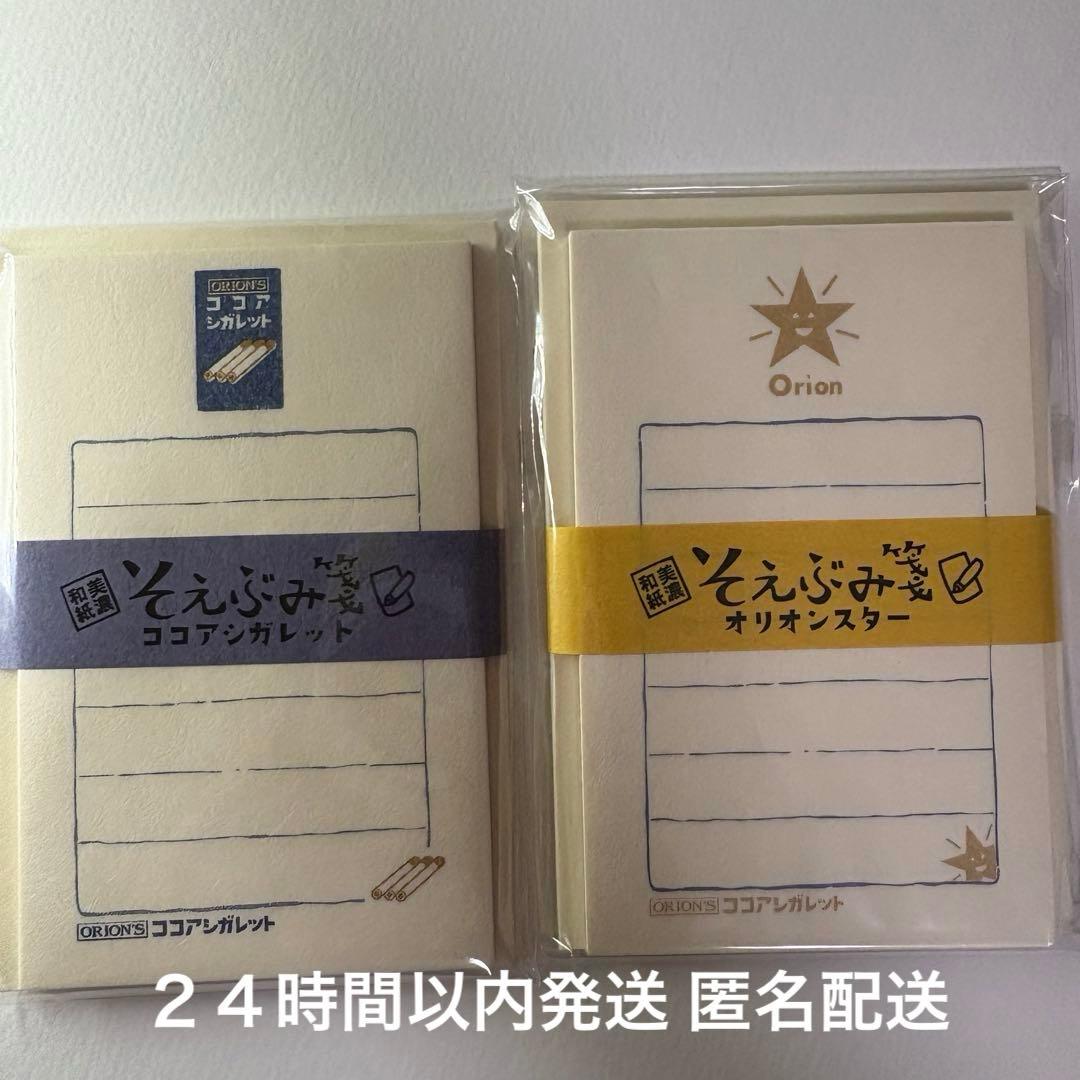 ORION'S
ココア
シガレット
美濃
和紙
そえぶみ箋
ココアシガレット
ORION'S ココアシガレット
Orion
美濃
和紙
そえぶみ箋
オリオンスター
ORION'S ココアシガレット
24時間以内発送 匿名配送